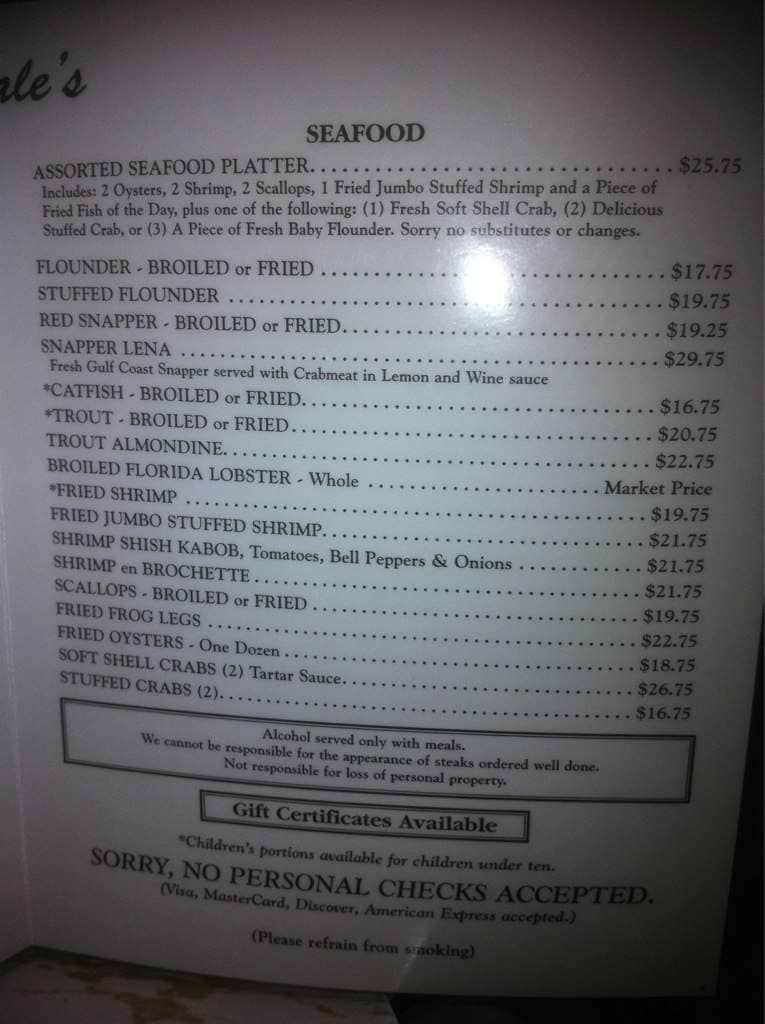 ale's
SEAFOOD
ASSORTED SEAFOOD PLATTER. . . . . . . . . . . . . . . . . . . . . . . . . . . . . . $25.75
Includes: 2 Oysters, 2 Shrimp, 2 Scallops, 1 Fried Jumbo Stuffed Shrimp and a Piece of
Fried Fish of the Day, plus one of the following: (1) Fresh Soft Shell Crab, (2) Delicious
Stuffed Crab, or (3) A Piece of Fresh Baby Flounder. Sorry no substitutes or changes.
FLOUNDER - BROILED or FRIED . . . . . . . . . . . . . . . . . . . . . . . . . . . . $17.75
STUFFED FLOUNDER . . . . . . . . . . . . . . . . . . . . . . . . . . . . . . . . . . . $19.75
RED SNAPPER - BROILED or FRIED. . . . . . . . . . . . . . . . . . . . . . . . . . $19.25
SNAPPER LENA . . . . . . . . . . . . . . . . . . . . . . . . . . . . . . . . . . . . . . . $29.75
Fresh Gulf Coast Snapper served with Crabmeat in Lemon and Wine sauce
*CATFISH - BROILED or FRIED. . . . . . . . . . . . . . . . . . . . . . . . . . . . . $16.75
*TROUT - BROILED or FRIED. . . . . . . . . . . . . . . . . . . . . . . . . . . . . . $20.75
TROUT ALMONDINE. . . . . . . . . . . . . . . . . . . . . . . . . . . . . . . . . . . . $22.75
BROILED FLORIDA LOBSTER - Whole . . . . . . . . . . . . . . . . . . . . Market Price
*FRIED SHRIMP . . . . . . . . . . . . . . . . . . . . . . . . . . . . . . . . . . . . . . . $19.75
FRIED JUMBO STUFFED SHRIMP. . . . . . . . . . . . . . . . . . . . . . . . . . . $21.75
SHRIMP SHISH KABOB, Tomatoes, Bell Peppers & Onions . . . . . . . . . . . $21.75
SHRIMP en BROCHETTE . . . . . . . . . . . . . . . . . . . . . . . . . . . . . . . . . $21.75
SCALLOPS - BROILED or FRIED . . . . . . . . . . . . . . . . . . . . . . . . . . . . $19.75
FRIED FROG LEGS . . . . . . . . . . . . . . . . . . . . . . . . . . . . . . . . . . . . . $22.75
FRIED OYSTERS - One Dozen . . . . . . . . . . . . . . . . . . . . . . . . . . . . . . $18.75
SOFT SHELL CRABS (2) Tartar Sauce. . . . . . . . . . . . . . . . . . . . . . . . . $26.75
STUFFED CRABS (2). . . . . . . . . . . . . . . . . . . . . . . . . . . . . . . . . . . . $16.75
Alcohol served only with meals.
We cannot be responsible for the appearance of steaks ordered well done.
Not responsible for loss of personal property.
Gift Certificates Available
*Children's portions available for children under ten.
SORRY, NO PERSONAL CHECKS ACCEPTED.
(Visa, MasterCard, Discover, American Express accepted.)
(Please refrain from smoking)